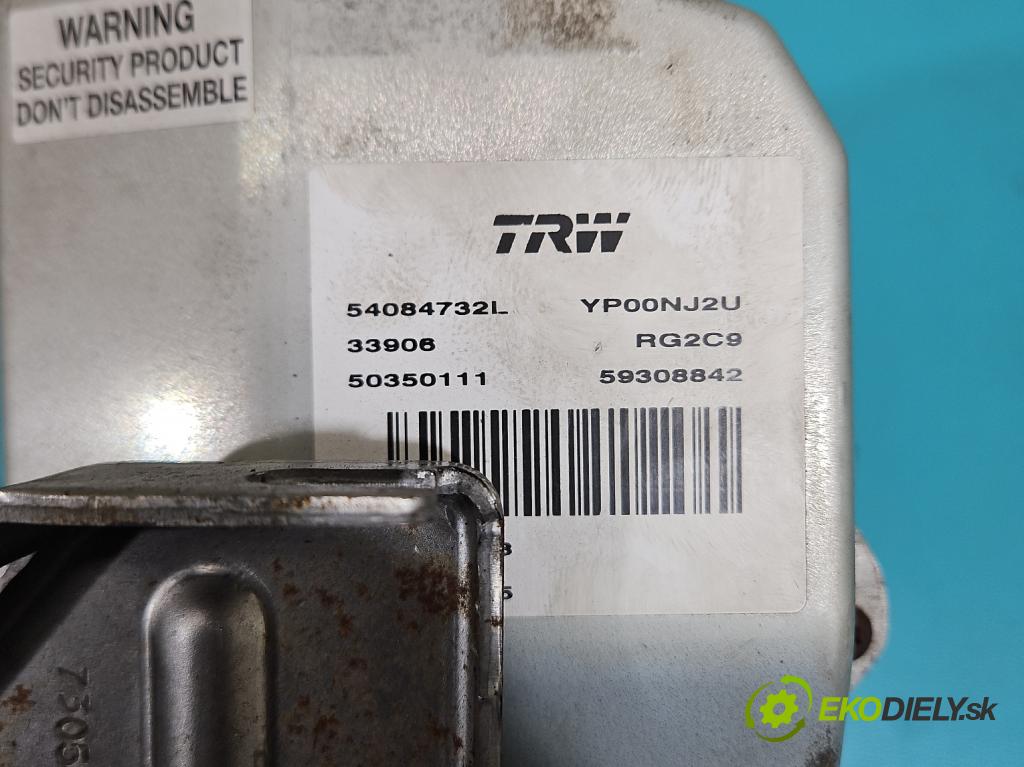 WARNING
SECURITY PRODUCT
DON'T DISASSEMBLE
TRW
54084732L YP00NJ2U
33906 RG2C9
50350111 59308842
7305
EKODIELY.sk